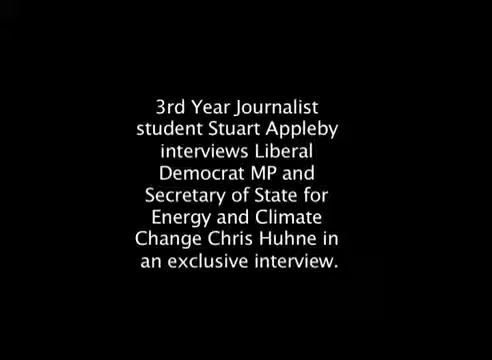 3rd Year Journalist
student Stuart Appleby
interviews Liberal
Democrat MP and
Secretary of State for
Energy and Climate
Change Chris Huhne in
an exclusive interview.